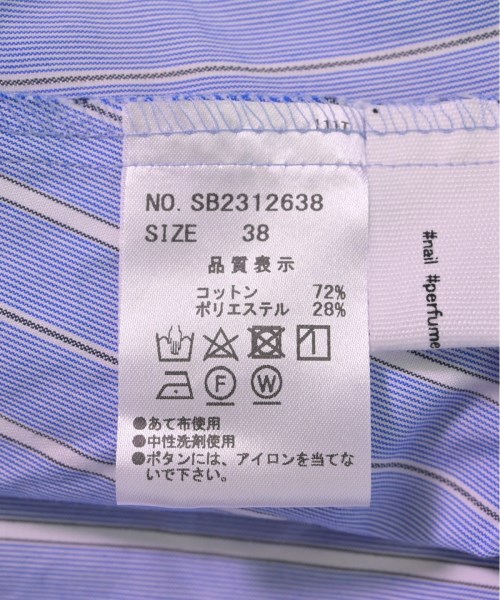 NO. SB2312638
SIZE 38
品質表示
コットン 72%
ポリエステル 28%
F W
●あて布使用
●中性洗剤使用
●ボタンには、アイロンを当てな
いで下さい。
#nail #perfume